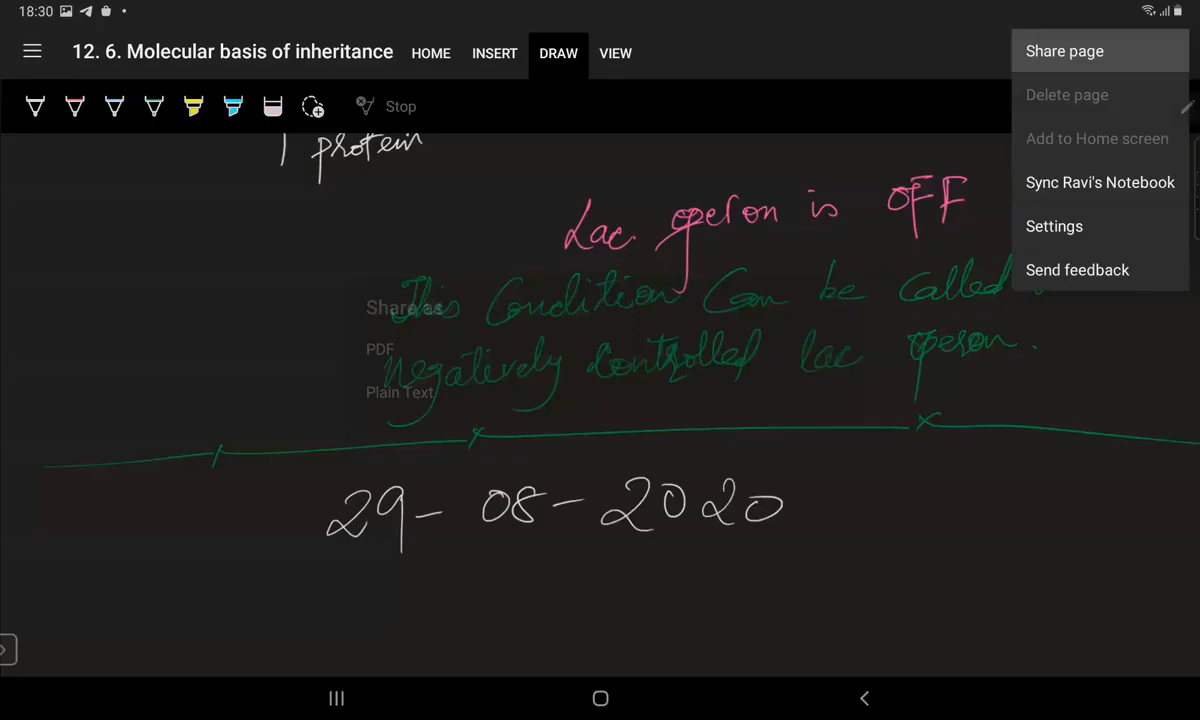 18:30
12. 6. Molecular basis of inheritance HOME INSERT DRAW VIEW
Stop
Share page
Delete page
Add to Home screen
Sync Ravi's Notebook
Settings
Send feedback
1 protein
Lac operon is OFF
This Condition Can be called
negatively controlled lac operon.
Share as
PDF
Plain Text
29-08-2020